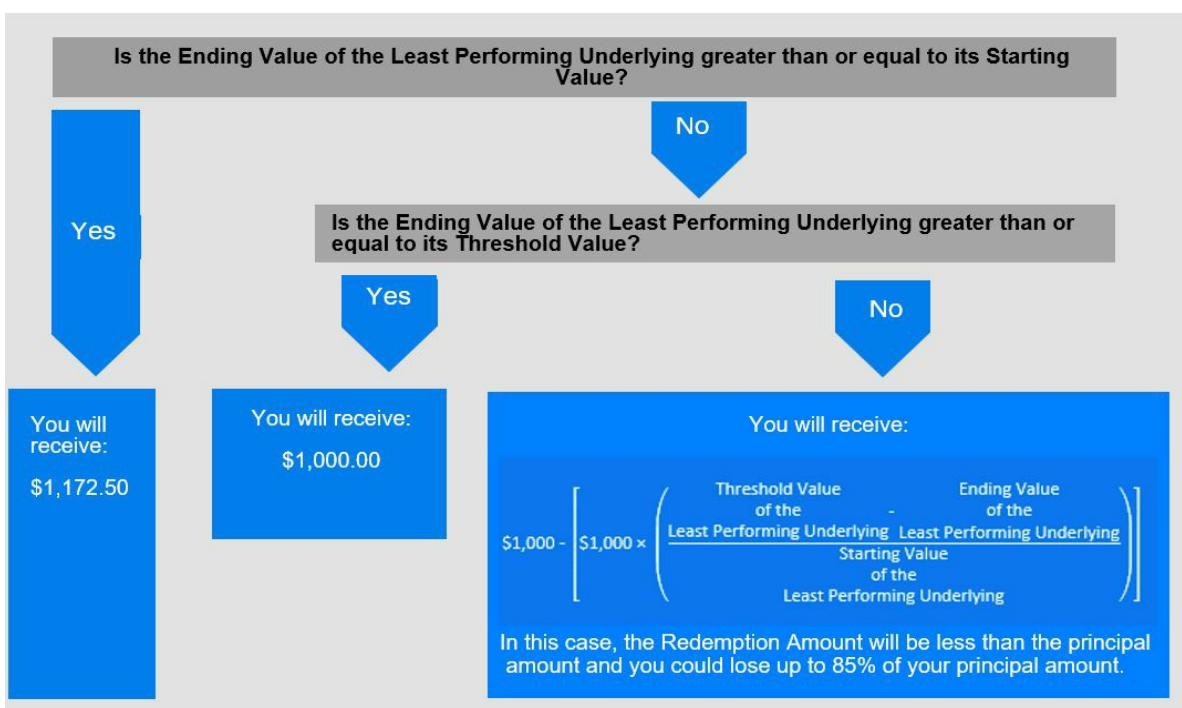 Is the Ending Value of the Least Performing Underlying greater than or equal to its Starting
Value?
Yes
No
Is the Ending Value of the Least Performing Underlying greater than or
equal to its Threshold Value?
Yes
No
You will
receive:
$1,172.50
You will receive:
$1,000.00
You will receive:
$1,000 - [$1,000 × (
Threshold Value
of the
Least Performing Underlying
-
Ending Value
of the
Least Performing Underlying
Starting Value
of the
Least Performing Underlying
)]
In this case, the Redemption Amount will be less than the principal
amount and you could lose up to 85% of your principal amount.